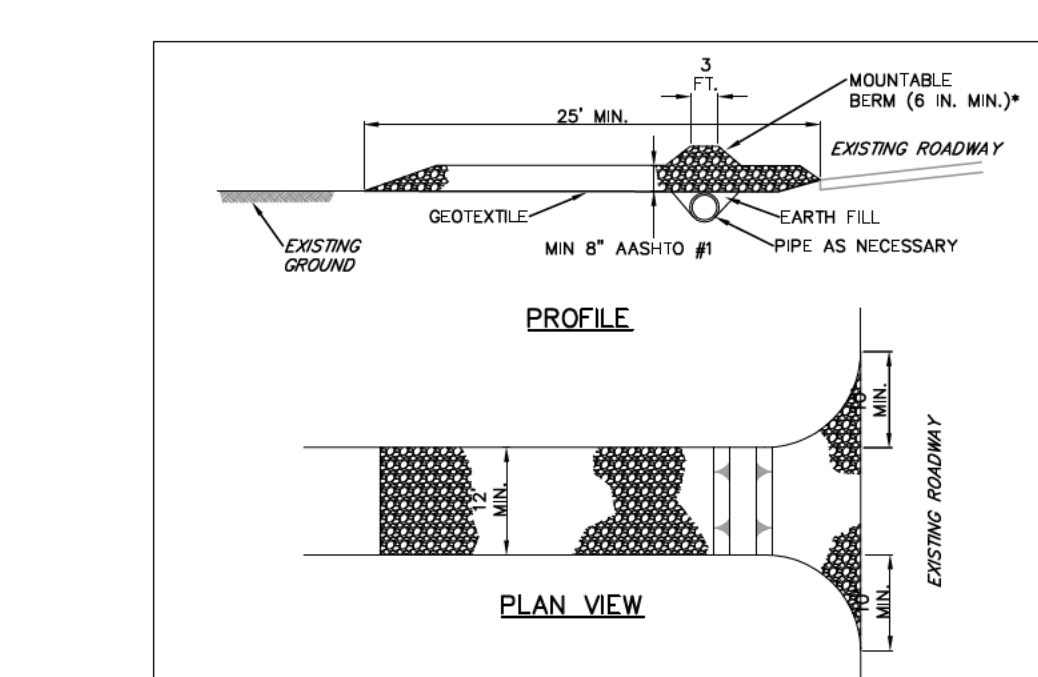 3
FT.
MOUNTABLE
BERM (6 IN. MIN.)*
25' MIN.
EXISTING ROADWAY
GEOTEXTILE
EARTH FILL
EXISTING
GROUND
MIN 8" AASHTO #1
PIPE AS NECESSARY
PROFILE
10'
MIN.
12'
MIN.
EXISTING ROADWAY
10'
MIN.
PLAN VIEW